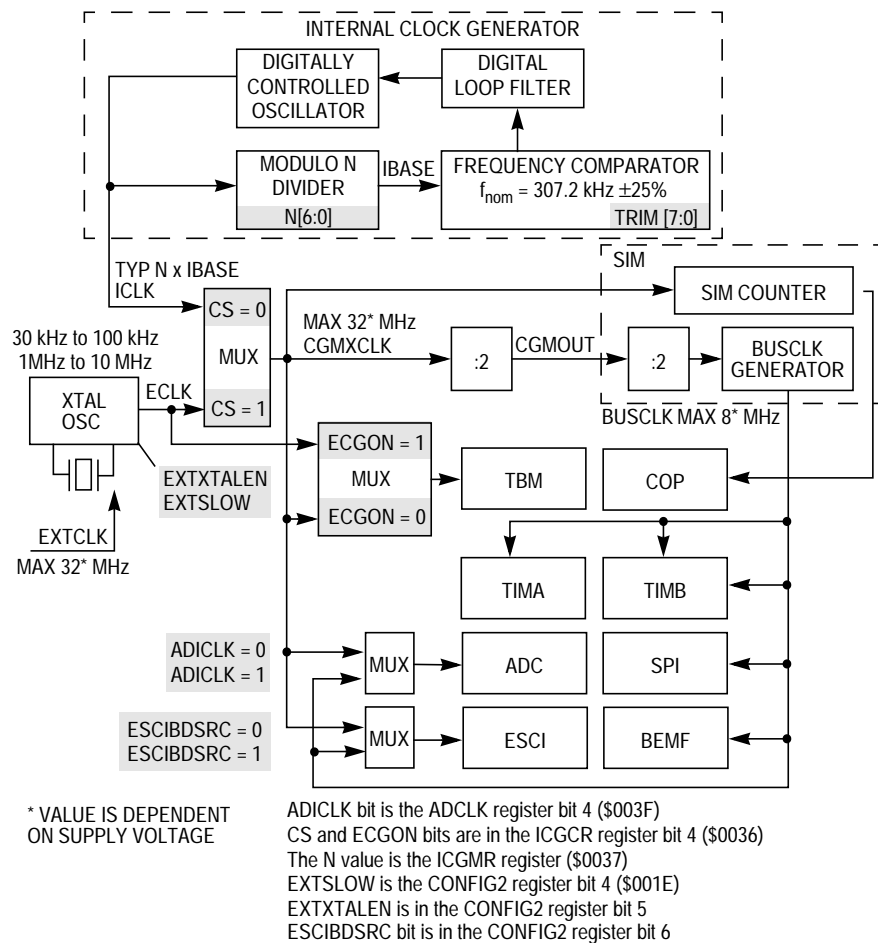 INTERNAL CLOCK GENERATOR
DIGITALLY
CONTROLLED
OSCILLATOR
DIGITAL
LOOP FILTER
MODULO N
DIVIDER
N[6:0]
IBASE
FREQUENCY COMPARATOR
fnom = 307.2 kHz ±25%
TRIM [7:0]
TYP N x IBASE
ICLK
CS = 0
MUX
CS = 1
30 kHz to 100 kHz
1MHz to 10 MHz
XTAL
OSC
ECLK
EXTXTALEN
EXTSLOW
EXTCLK
MAX 32* MHz
MAX 32* MHz
CGMXCLK
:2
CGMOUT
SIM
SIM COUNTER
:2
BUSCLK
GENERATOR
BUSCLK MAX 8* MHz
ECGON = 1
MUX
ECGON = 0
TBM
COP
TIMA
TIMB
ADICLK = 0
ADICLK = 1
MUX
ADC
SPI
ESCIBDSRC = 0
ESCIBDSRC = 1
MUX
ESCI
BEMF
* VALUE IS DEPENDENT
ON SUPPLY VOLTAGE
ADICLK bit is the ADCLK register bit 4 ($003F)
CS and ECGON bits are in the ICGCR register bit 4 ($0036)
The N value is the ICGMR register ($0037)
EXTSLOW is the CONFIG2 register bit 4 ($001E)
EXTXTALEN is in the CONFIG2 register bit 5
ESCIBDSRC bit is in the CONFIG2 register bit 6